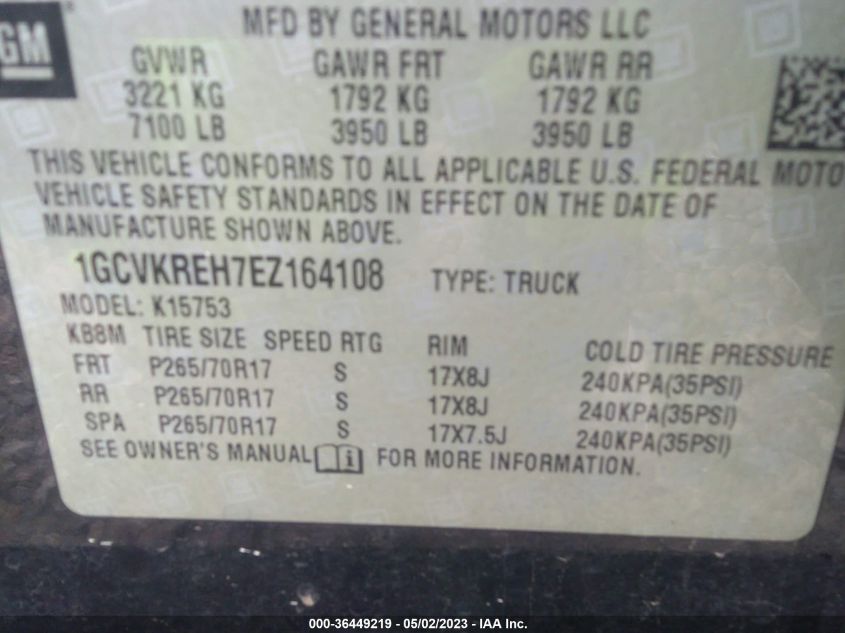 GM
MFD BY GENERAL MOTORS LLC
GVWR GAWR FRT GAWR RR
3221 KG 1792 KG 1792 KG
7100 LB 3950 LB 3950 LB
THIS VEHICLE CONFORMS TO ALL APPLICABLE U.S. FEDERAL MOTO
VEHICLE SAFETY STANDARDS IN EFFECT ON THE DATE OF
MANUFACTURE SHOWN ABOVE.
1GCVKREH7EZ164108 TYPE: TRUCK
MODEL: K15753
KB8M TIRE SIZE SPEED RTG RIM COLD TIRE PRESSURE
FRT P265/70R17 S 17X8J 240KPA(35PSI)
RR P265/70R17 S 17X8J 240KPA(35PSI)
SPA P265/70R17 S 17X7.5J 240KPA(35PSI)
SEE OWNER'S MANUAL i FOR MORE INFORMATION.
000-36449219 - 05/02/2023 - IAA Inc.